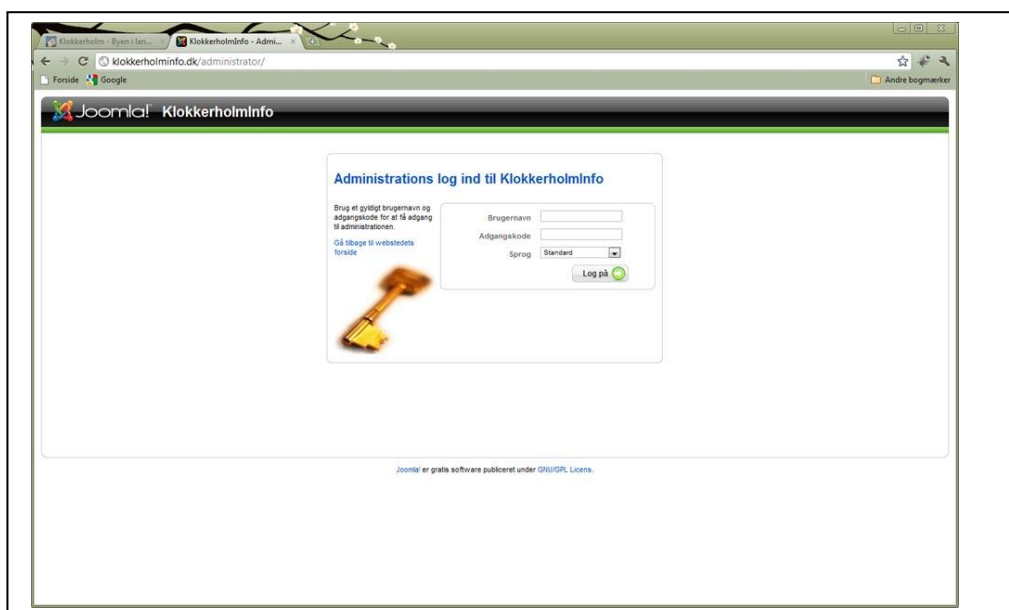 Klokkerholm - Byen i lan...
KlokkerholmInfo - Admi...
klokkerholminfo.dk/administrator/
Forside
Google
Andre bogmærker
Joomla! KlokkerholmInfo
Administrations log ind til KlokkerholmInfo
Brug et gyldigt brugernavn og
adgangskode for at få adgang
til administrationen.
Gå tilbage til webstedets
forside
Brugernavn
Adgangskode
Sprog Standard
Log på
Joomla! er gratis software publiceret under GNU/GPL Licens.